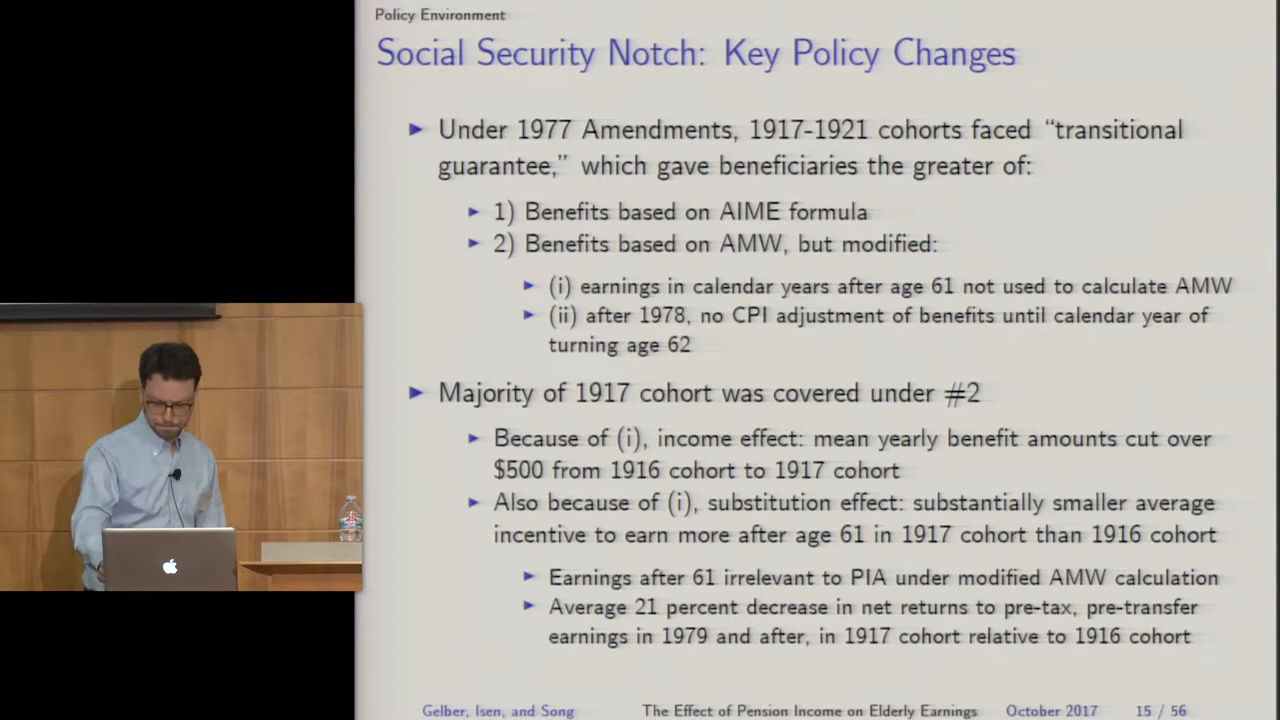 Policy Environment
Social Security Notch: Key Policy Changes
Under 1977 Amendments, 1917-1921 cohorts faced “transitional
guarantee,” which gave beneficiaries the greater of:
1) Benefits based on AIME formula
2) Benefits based on AMW, but modified:
(i) earnings in calendar years after age 61 not used to calculate AMW
(ii) after 1978, no CPI adjustment of benefits until calendar year of
turning age 62
Majority of 1917 cohort was covered under #2
Because of (i), income effect: mean yearly benefit amounts cut over
$500 from 1916 cohort to 1917 cohort
Also because of (i), substitution effect: substantially smaller average
incentive to earn more after age 61 in 1917 cohort than 1916 cohort
Earnings after 61 irrelevant to PIA under modified AMW calculation
Average 21 percent decrease in net returns to pre-tax, pre-transfer
earnings in 1979 and after, in 1917 cohort relative to 1916 cohort
Gelber, Isen, and Song The Effect of Pension Income on Elderly Earnings October 2017 15 / 56